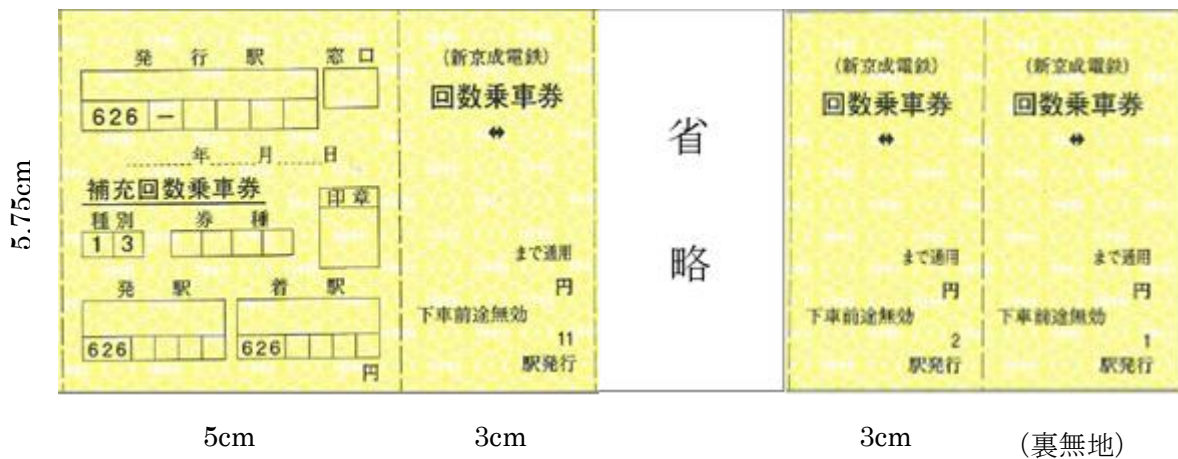 発行駅
窓口
626 -
年 月 日
補充回数乗車券
印章
種別
券種
1 3
発駅
着駅
626
626
円
(新京成電鉄)
回数乗車券
⬌
まで通用
円
下車前途無効
11
駅発行
省略
(新京成電鉄)
回数乗車券
⬌
まで通用
円
下車前途無効
2
駅発行
(新京成電鉄)
回数乗車券
⬌
まで通用
円
下車前途無効
1
駅発行
5.75cm
5cm
3cm
3cm
(裏無地)